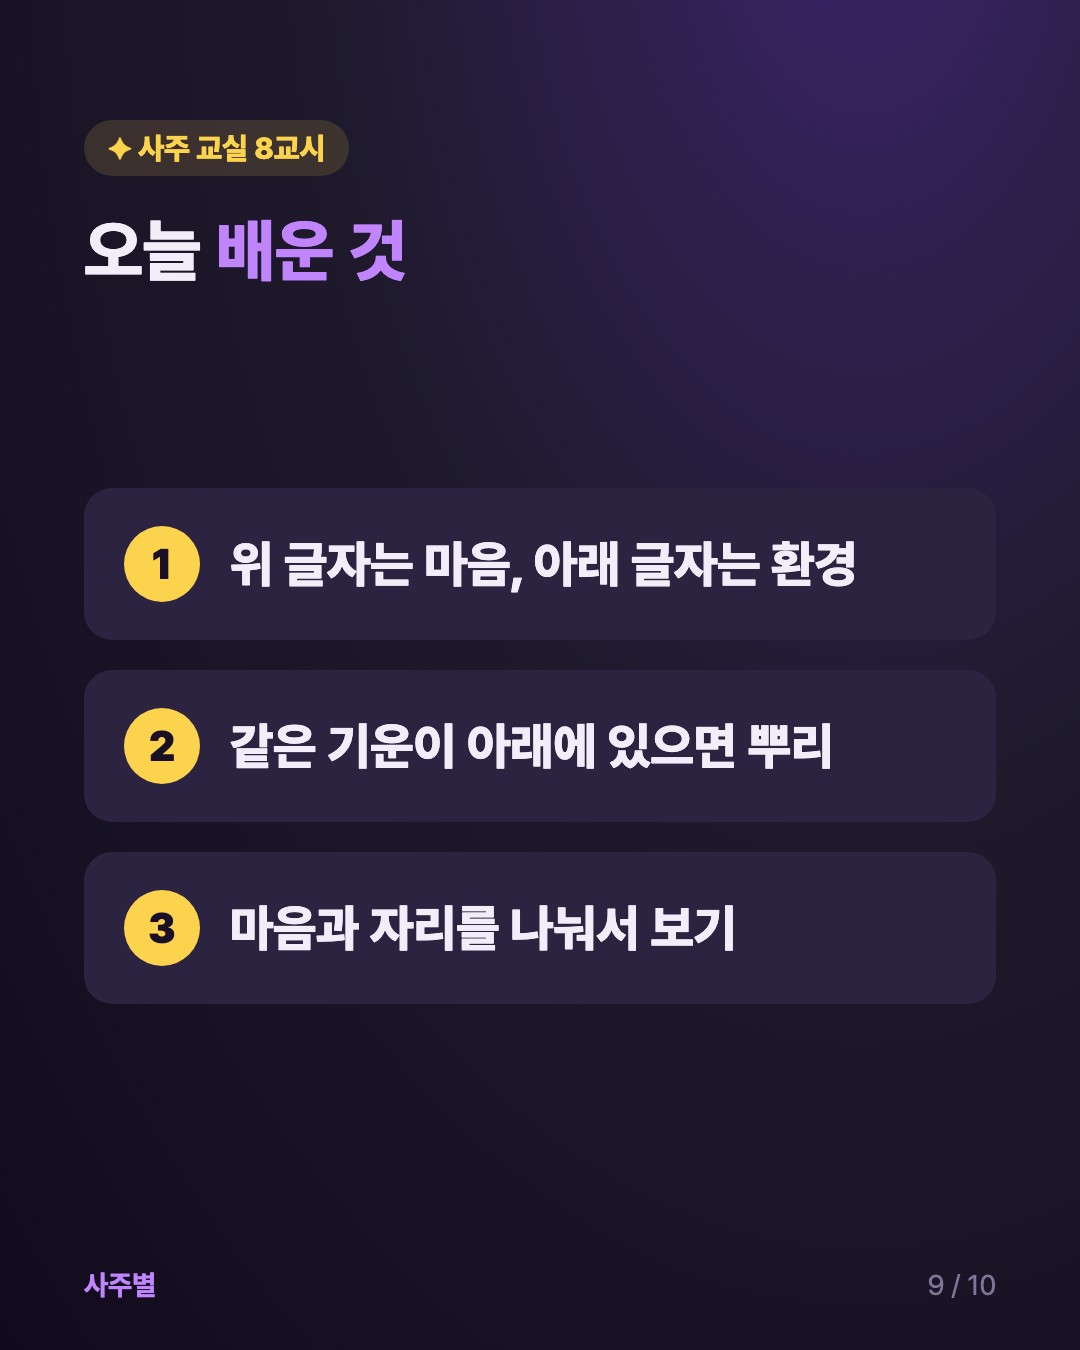 ✦ 사주 교실 8교시
오늘 배운 것
1 위 글자는 마음, 아래 글자는 환경
2 같은 기운이 아래에 있으면 뿌리
3 마음과 자리를 나눠서 보기
사주별
9 / 10